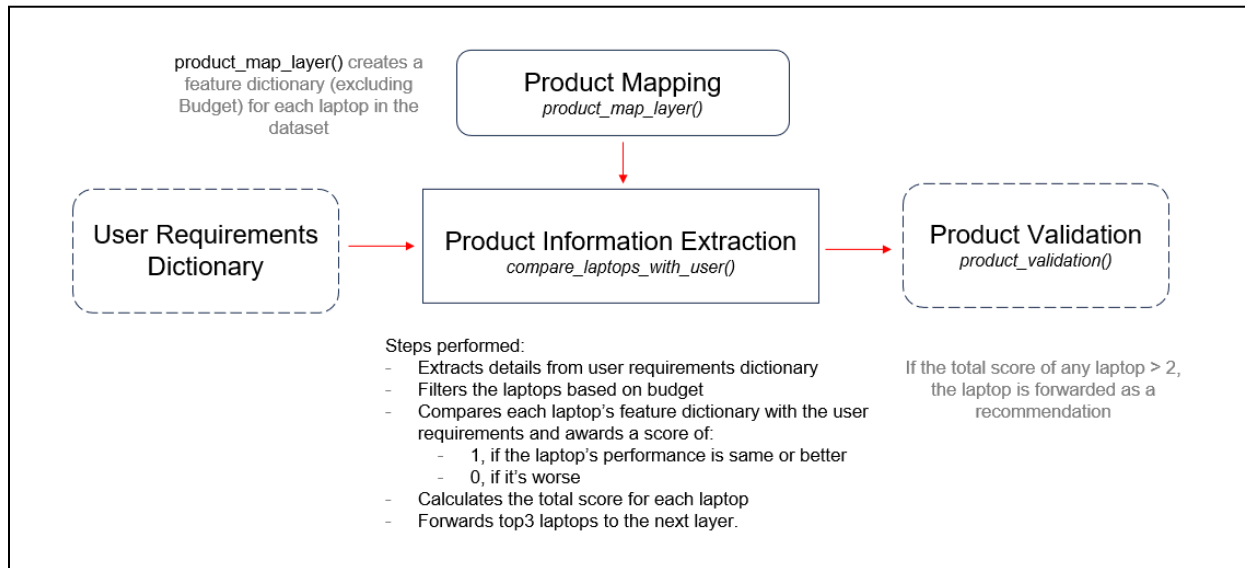 product_map_layer() creates a
feature dictionary (excluding
Budget) for each laptop in the
dataset
Product Mapping
product_map_layer()
User Requirements
Dictionary
Product Information Extraction
compare_laptops_with_user()
Product Validation
product_validation()
Steps performed:
- Extracts details from user requirements dictionary
- Filters the laptops based on budget
- Compares each laptop's feature dictionary with the user
requirements and awards a score of:
- 1, if the laptop's performance is same or better
- 0, if it's worse
- Calculates the total score for each laptop
- Forwards top3 laptops to the next layer.
If the total score of any laptop > 2,
the laptop is forwarded as a
recommendation